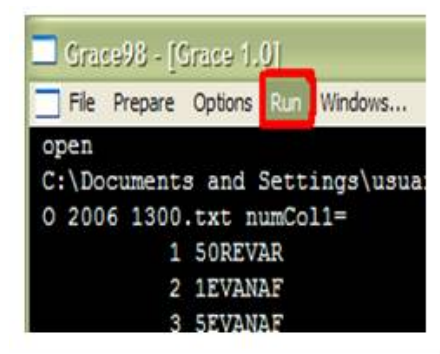 Grace98 - [Grace 1.0]
File Prepare Options Run Windows...
open
C:\Documents and Settings\usua
O 2006 1300.txt numCol1=
1 50REVAR
2 1EVANAF
3 5EVANAF